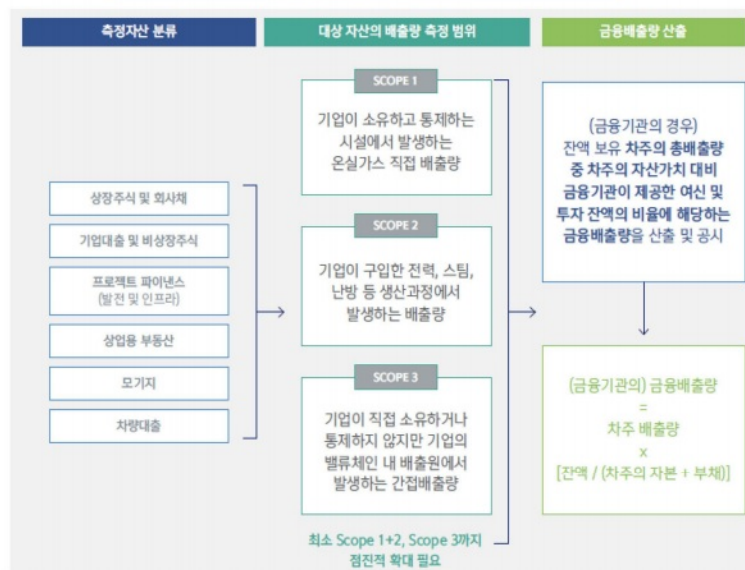 측정자산 분류
상장주식 및 회사채
기업대출 및 비상장주식
프로젝트 파이낸스
(발전 및 인프라)
상업용 부동산
모기지
차량대출
대상 자산의 배출량 측정 범위
SCOPE 1
기업이 소유하고 통제하는
시설에서 발생하는
온실가스 직접 배출량
SCOPE 2
기업이 구입한 전력, 스팀,
난방 등 생산과정에서
발생하는 배출량
SCOPE 3
기업이 직접 소유하거나
통제하지 않지만 기업의
밸류체인 내 배출원에서
발생하는 간접배출량
최소 Scope 1+2, Scope 3까지
점진적 확대 필요
금융배출량 산출
(금융기관의 경우)
잔액 보유 차주의 총배출량
중 차주의 자산가치 대비
금융기관이 제공한 여신 및
투자 잔액의 비율에 해당하는
금융배출량을 산출 및 공시
(금융기관의) 금융배출량
=
차주 배출량
x
[잔액 / (차주의 자본 + 부채)]